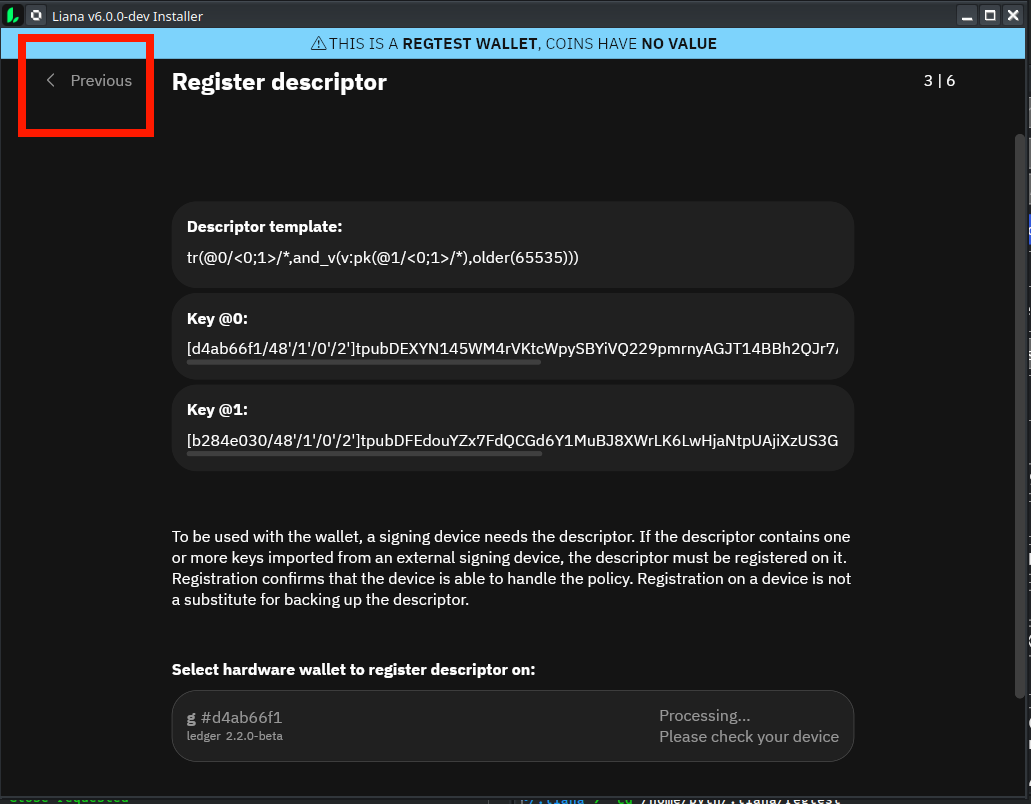 Liana v6.0.0-dev Installer
⚠THIS IS A REGTEST WALLET, COINS HAVE NO VALUE
< Previous
Register descriptor
3 | 6
Descriptor template:
tr(@0/<0;1>/*,and_v(v:pk(@1/<0;1>/*),older(65535)))
Key @0:
[d4ab66f1/48'/1'/0'/2']tpubDEXYN145WM4rVKtcWpySBYiVQ229pmrnyAGJT14BBh2QJr7
Key @1:
[b284e030/48'/1'/0'/2']tpubDFEdouYZx7FdQCGd6Y1MuBJ8XWrLK6LwHjaNtpUAjiXzUS3G
To be used with the wallet, a signing device needs the descriptor. If the descriptor contains one
or more keys imported from an external signing device, the descriptor must be registered on it.
Registration confirms that the device is able to handle the policy. Registration on a device is not
a substitute for backing up the descriptor.
Select hardware wallet to register descriptor on:
g #d4ab66f1
ledger 2.2.0-beta
Processing...
Please check your device